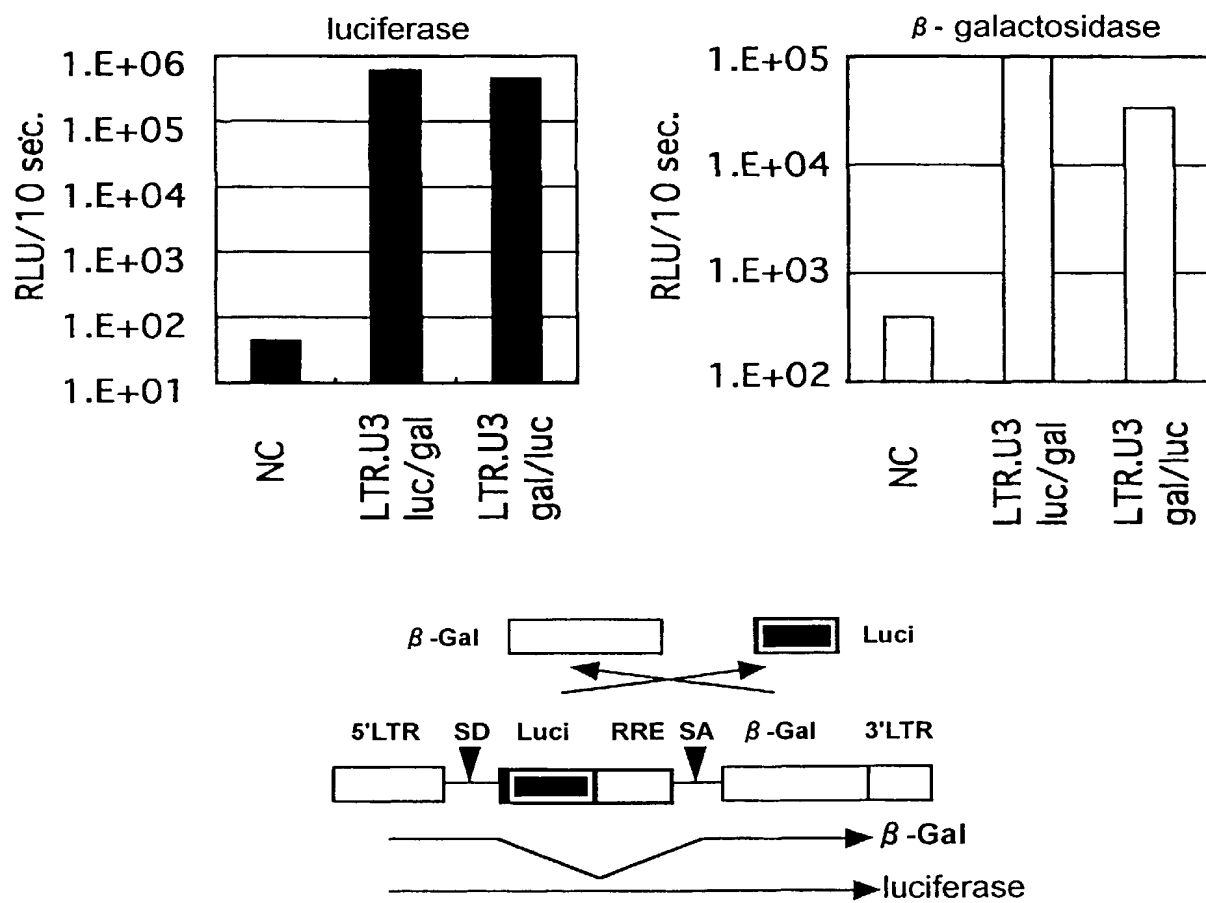 luciferase
RLU/10 sec.
1.E+06
1.E+05
1.E+04
1.E+03
1.E+02
1.E+01
NC
LTR.U3 luc/gal
LTR.U3 gal/luc
β - galactosidase
RLU/10 sec.
1.E+05
1.E+04
1.E+03
1.E+02
NC
LTR.U3 luc/gal
LTR.U3 gal/luc
β -Gal Luci
5'LTR SD Luci RRE SA β -Gal 3'LTR
β -Gal
luciferase